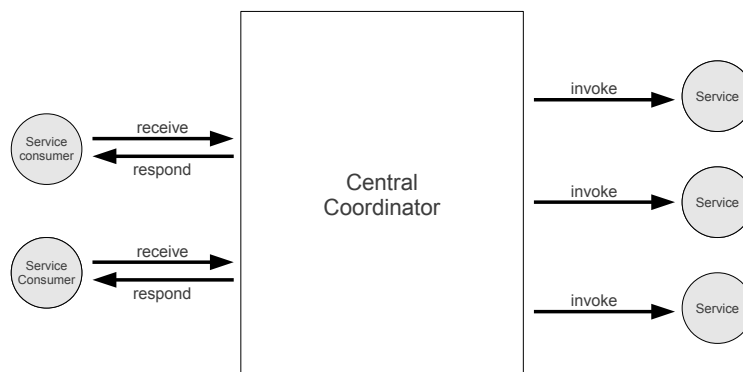 Service
consumer
receive
respond
Service
Consumer
receive
respond
Central
Coordinator
invoke
Service
invoke
Service
invoke
Service